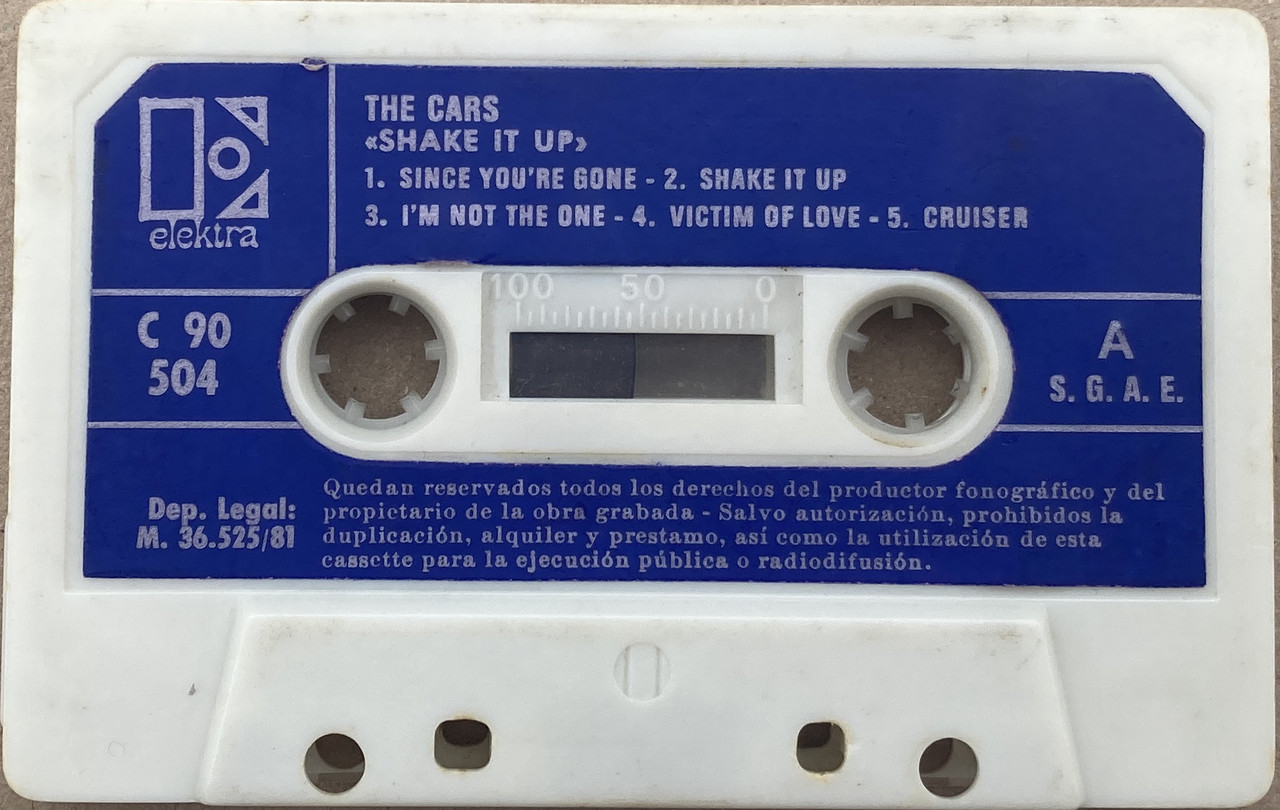 elektra
THE CARS
«SHAKE IT UP»
1. SINCE YOU'RE GONE - 2. SHAKE IT UP
3. I'M NOT THE ONE - 4. VICTIM OF LOVE - 5. CRUISER
100 50 0
C 90
504
A
S. G. A. E.
Dep. Legal:
M. 36.525/81
Quedan reservados todos los derechos del productor fonográfico y del
propietario de la obra grabada - Salvo autorización, prohibidos la
duplicación, alquiler y prestamo, así como la utilización de esta
cassette para la ejecución pública o radiodifusión.